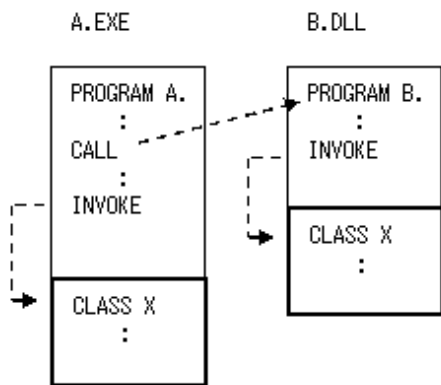 A.EXE
PROGRAM A.
:
CALL
:
INVOKE
CLASS X
:
B.DLL
PROGRAM B.
:
INVOKE
CLASS X
: